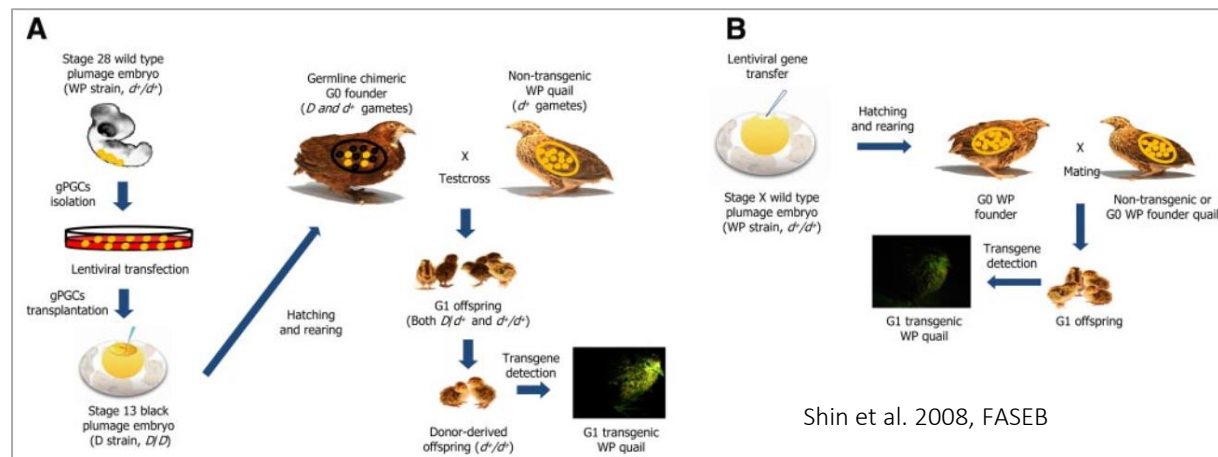 A
Stage 28 wild type
plumage embryo
(WP strain, d⁺/d⁺)
gPGCs
isolation
Lentiviral transfection
gPGCs
transplantation
Stage 13 black
plumage embryo
(D strain, D/D)
Hatching
and rearing
Germline chimeric
G0 founder
(D and d⁺ gametes)
X
Testcross
Non-transgenic
WP quail
(d⁺ gametes)
G1 offspring
(Both D/d⁺ and d⁺/d⁺)
Donor-derived
offspring (d⁺/d⁺)
Transgene
detection
G1 transgenic
WP quail
B
Lentiviral gene
transfer
Stage X wild type
plumage embryo
(WP strain, d⁺/d⁺)
Hatching
and rearing
G0 WP
founder
X
Mating
Non-transgenic or
G0 WP founder quail
G1 offspring
Transgene
detection
G1 transgenic
WP quail
Shin et al. 2008, FASEB